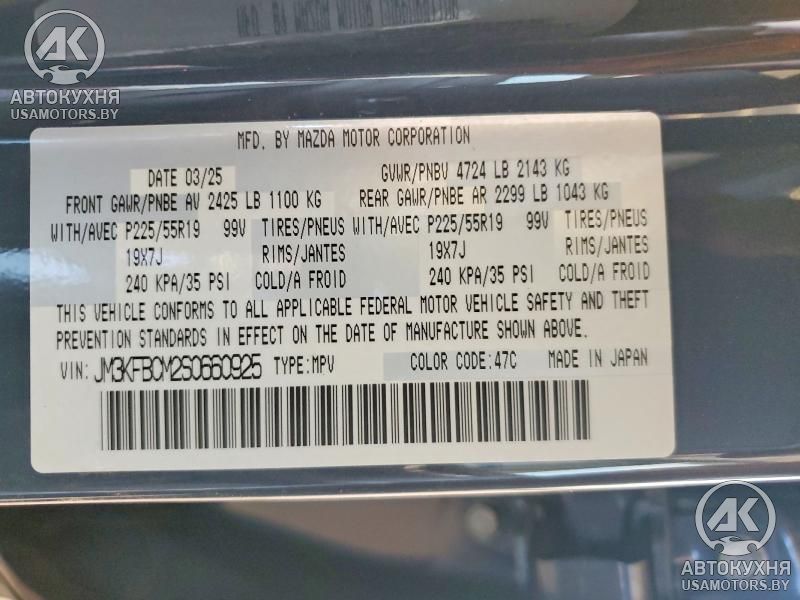 АВТОКУХНЯ
USAMOTORS.BY
MFD. BY MAZDA MOTOR CORPORATION
DATE 03/25 GVWR/PNBV 4724 LB 2143 KG
FRONT GAWR/PNBE AV 2425 LB 1100 KG REAR GAWR/PNBE AR 2299 LB 1043 KG
WITH/AVEC P225/55R19 99V TIRES/PNEUS WITH/AVEC P225/55R19 99V TIRES/PNEUS
19X7J RIMS/JANTES 19X7J RIMS/JANTES
240 KPA/35 PSI COLD/A FROID 240 KPA/35 PSI COLD/A FROID
THIS VEHICLE CONFORMS TO ALL APPLICABLE FEDERAL MOTOR VEHICLE SAFETY AND THEFT
PREVENTION STANDARDS IN EFFECT ON THE DATE OF MANUFACTURE SHOWN ABOVE.
VIN: JM3KFBCM2S0660925 TYPE: MPV COLOR CODE: 47C MADE IN JAPAN
AK
АВТОКУХНЯ
USAMOTORS.BY